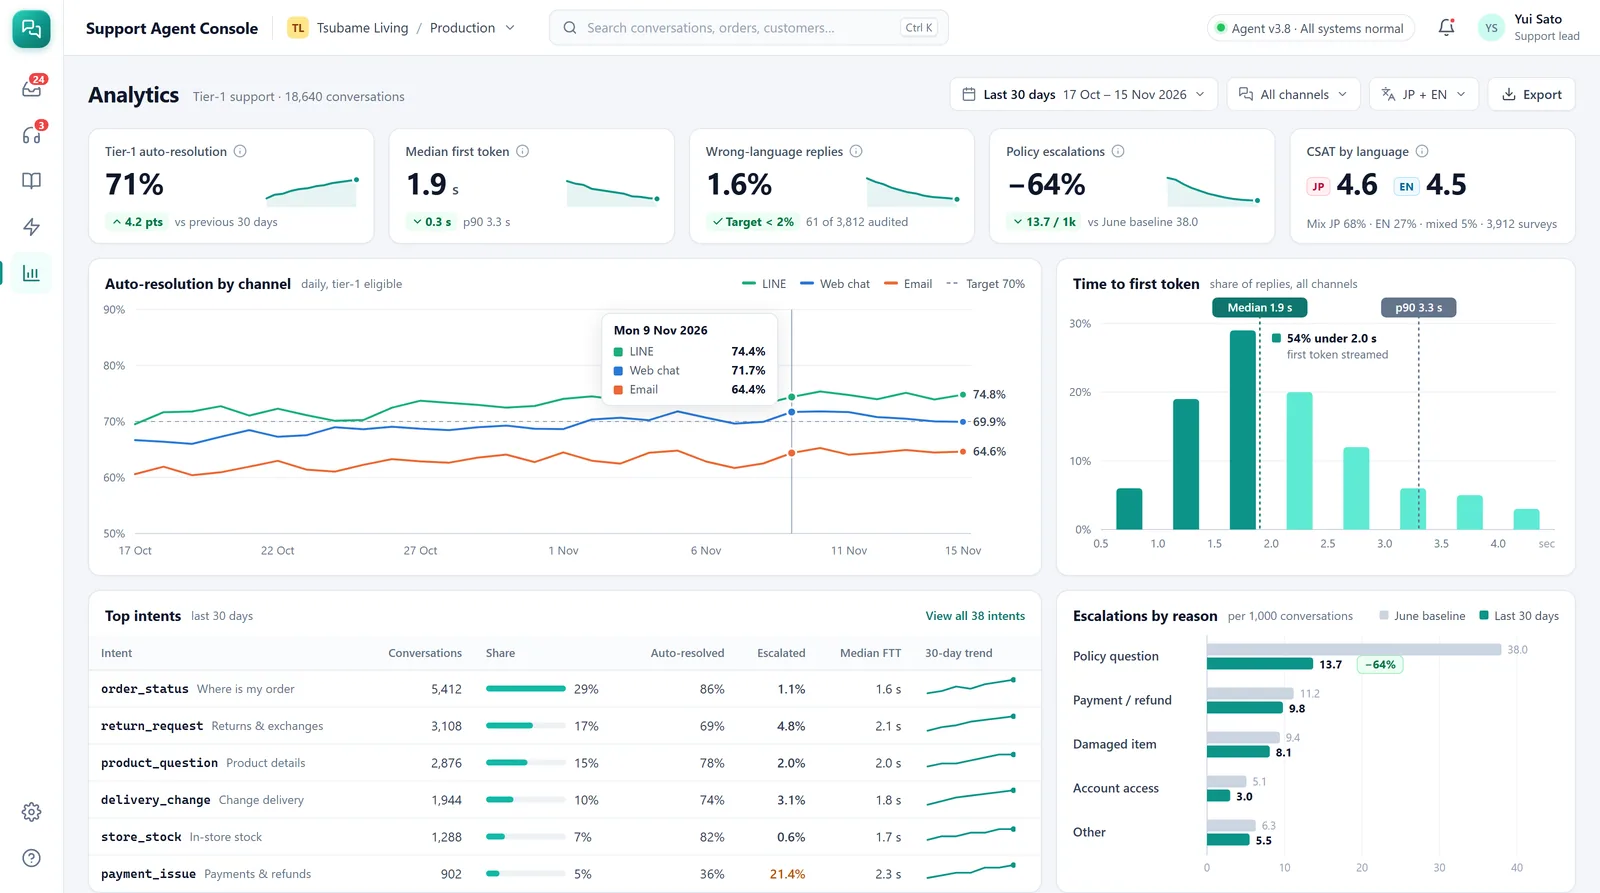 Support Agent Console
TL Tsubame Living / Production
Search conversations, orders, customers... Ctrl K
Agent v3.8 · All systems normal
YS Yui Sato
Support lead
24
3
Analytics Tier-1 support · 18,640 conversations
Last 30 days 17 Oct – 15 Nov 2026
All channels
JP + EN
Export
Tier-1 auto-resolution
71%
4.2 pts vs previous 30 days
Median first token
1.9 s
0.3 s p90 3.3 s
Wrong-language replies
1.6%
Target < 2% 61 of 3,812 audited
Policy escalations
−64%
13.7 / 1k vs June baseline 38.0
CSAT by language
JP 4.6 EN 4.5
Mix JP 68% · EN 27% · mixed 5% · 3,912 surveys
Auto-resolution by channel daily, tier-1 eligible
LINE Web chat Email Target 70%
90%
80%
70%
60%
50%
Mon 9 Nov 2026
LINE 74.4%
Web chat 71.7%
Email 64.4%
74.8%
69.9%
64.6%
17 Oct 22 Oct 27 Oct 1 Nov 6 Nov 11 Nov 15 Nov
Time to first token share of replies, all channels
Median 1.9 s p90 3.3 s
54% under 2.0 s
first token streamed
30%
20%
10%
0%
0.5 1.0 1.5 2.0 2.5 3.0 3.5 4.0 sec
Top intents last 30 days View all 38 intents
Intent Conversations Share Auto-resolved Escalated Median FTT 30-day trend
order_status Where is my order 5,412 29% 86% 1.1% 1.6 s
return_request Returns & exchanges 3,108 17% 69% 4.8% 2.1 s
product_question Product details 2,876 15% 78% 2.0% 2.0 s
delivery_change Change delivery 1,944 10% 74% 3.1% 1.8 s
store_stock In-store stock 1,288 7% 82% 0.6% 1.7 s
payment_issue Payments & refunds 902 5% 36% 21.4% 2.3 s
Escalations by reason per 1,000 conversations June baseline Last 30 days
Policy question 38.0
13.7 −64%
Payment / refund 11.2
9.8
Damaged item 9.4
8.1
Account access 5.1
3.0
Other 6.3
5.5
0 10 20 30 40